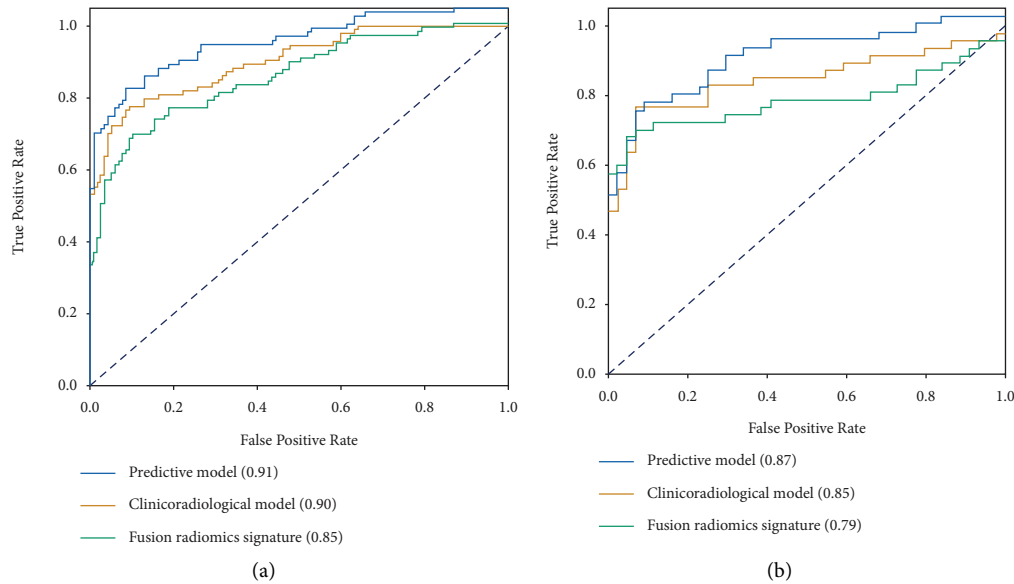 1.0
0.8
0.6
0.4
0.2
0.0
True Positive Rate
0.0 0.2 0.4 0.6 0.8 1.0
False Positive Rate
Predictive model (0.91)
Clinicoradiological model (0.90)
Fusion radiomics signature (0.85)
(a)
1.0
0.8
0.6
0.4
0.2
0.0
True Positive Rate
0.0 0.2 0.4 0.6 0.8 1.0
False Positive Rate
Predictive model (0.87)
Clinicoradiological model (0.85)
Fusion radiomics signature (0.79)
(b)